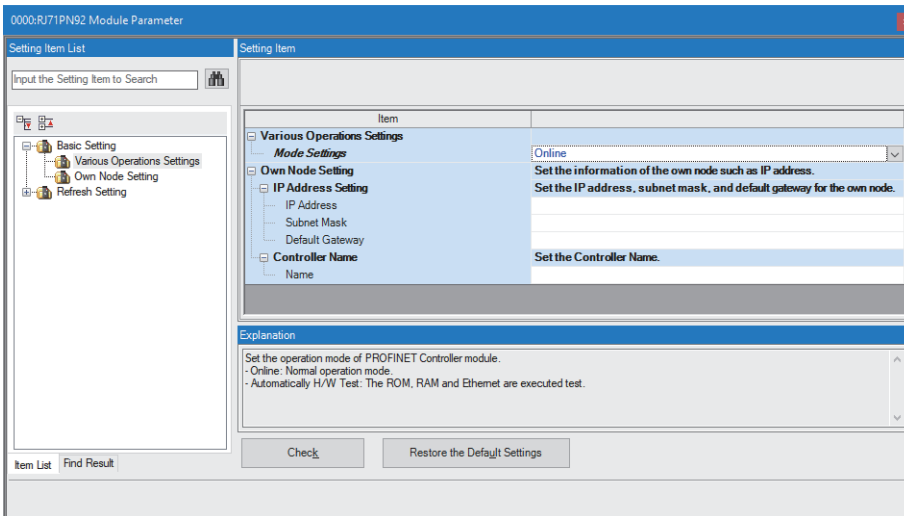 0000:RJ71PN92 Module Parameter
Setting Item List
Input the Setting Item to Search
Basic Setting
Various Operations Settings
Own Node Setting
Refresh Setting
Item List Find Result
Setting Item
Item
Various Operations Settings
Mode Settings Online
Own Node Setting Set the information of the own node such as IP address.
IP Address Setting Set the IP address, subnet mask, and default gateway for the own node.
IP Address
Subnet Mask
Default Gateway
Controller Name Set the Controller Name.
Name
Explanation
Set the operation mode of PROFINET Controller module.
- Online: Normal operation mode.
- Automatically H/W Test: The ROM, RAM and Ethernet are executed test.
Check Restore the Default Settings